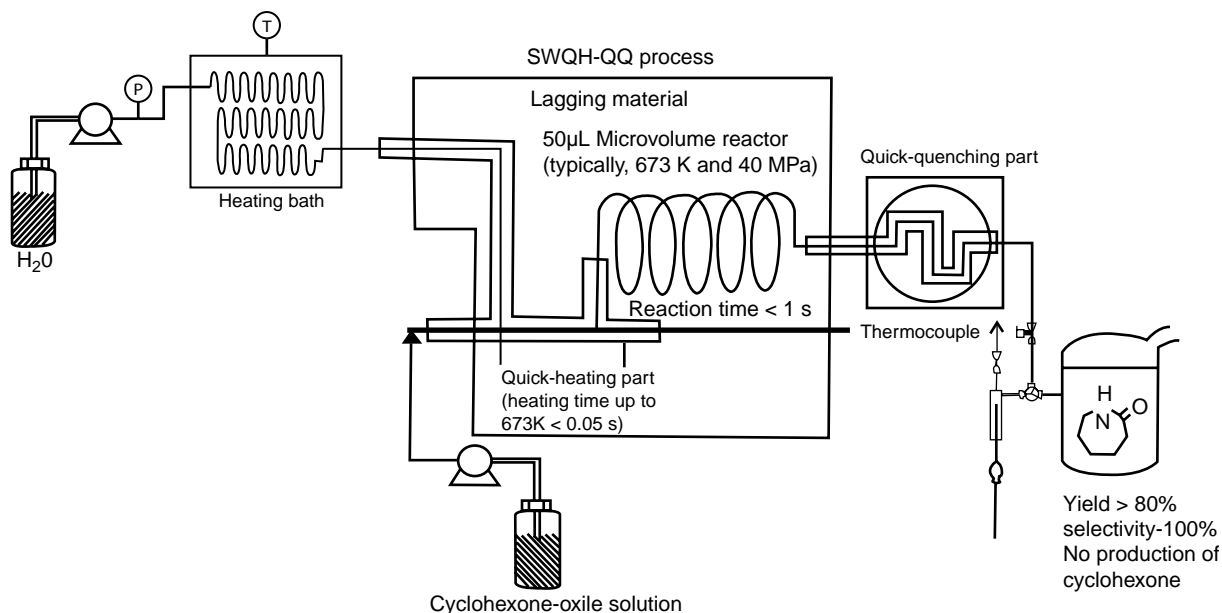 T
SWQH-QQ process
P
Lagging material
50µL Microvolume reactor
(typically, 673 K and 40 MPa)
Quick-quenching part
Heating bath
H20
Reaction time < 1 s
Thermocouple
Quick-heating part
(heating time up to
673K < 0.05 s)
H
N
O
Yield > 80%
selectivity-100%
No production of
cyclohexone
Cyclohexone-oxile solution